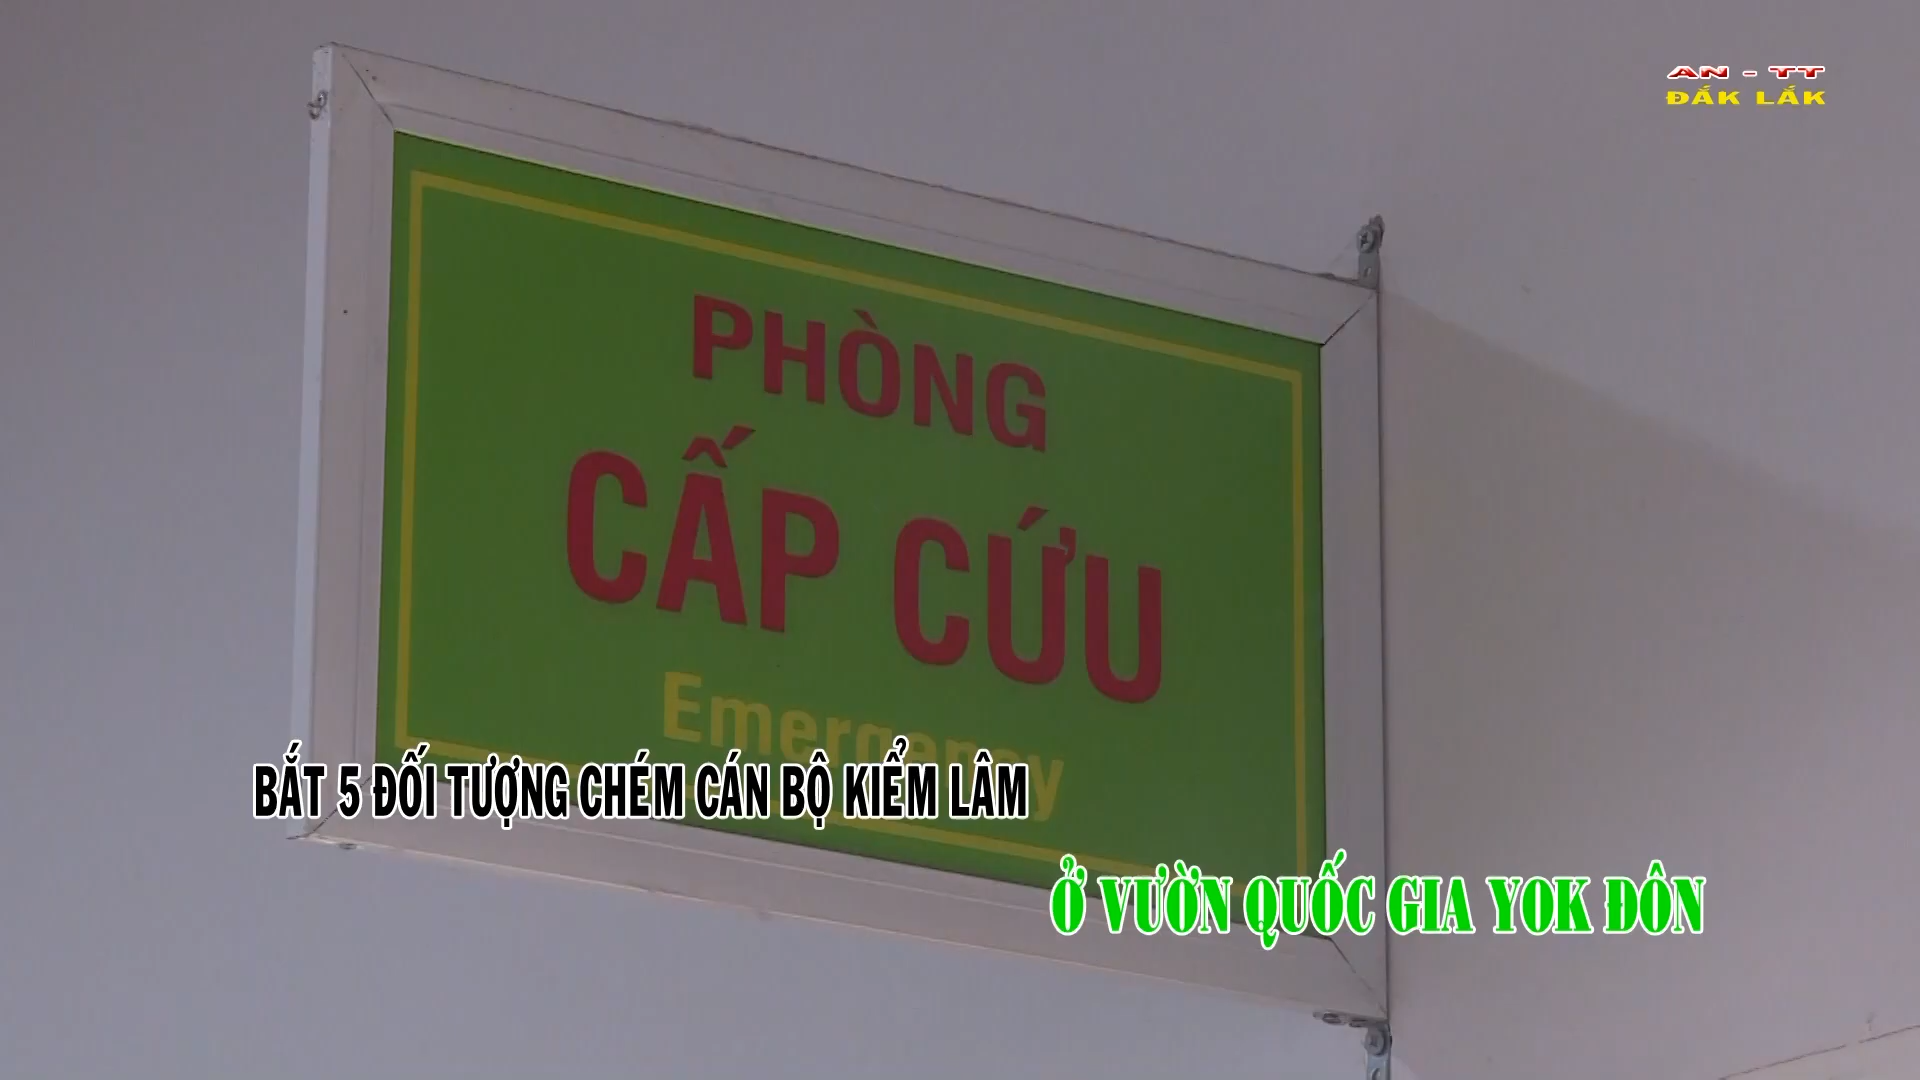 AN - TT
ĐẮK LẮK
PHÒNG
CẤP CỨU
Emergency
BẮT 5 ĐỐI TƯỢNG CHÉM CÁN BỘ KIỂM LÂM
Ở VƯỜN QUỐC GIA YOK ĐÔN